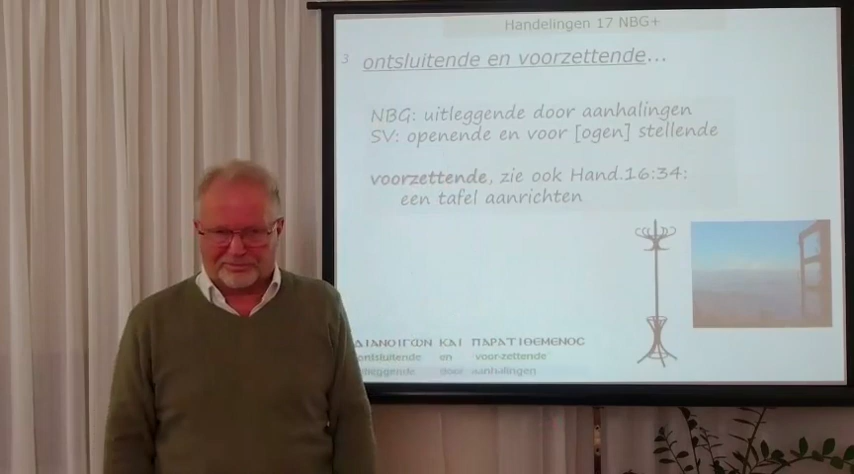 Handelingen 17 NBG+
3 ontsluitende en voorzettende...
NBG: uitleggende door aanhalingen
SV: openende en voor [ogen] stellende
voorzettende, zie ook Hand.16:34:
een tafel aanrichten
ΔΙΑΝΟΙΓΩΝ ΚΑΙ ΠΑΡΑΤΙΘΕΜΕΝΟС
ontsluitende en voor-zettende
uitleggende door aanhalingen